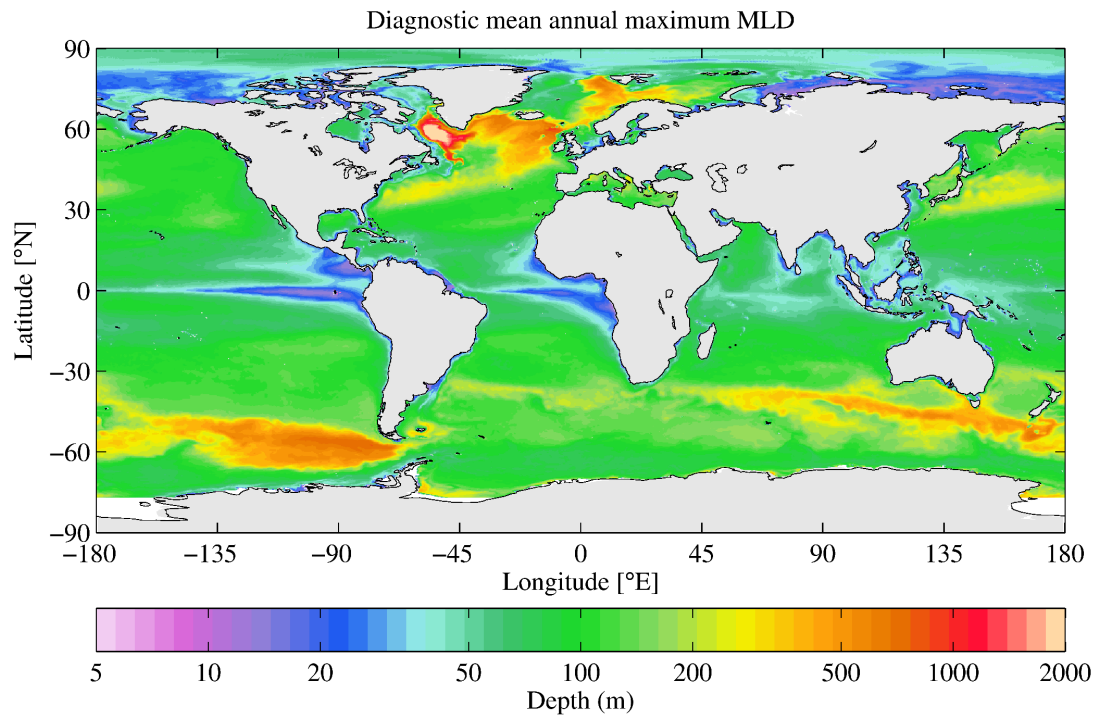 Diagnostic mean annual maximum MLD
90
60
30
0
−30
−60
−90
Latitude [°N]
−180 −135 −90 −45 0 45 90 135 180
Longitude [°E]
5 10 20 50 100 200 500 1000 2000
Depth (m)